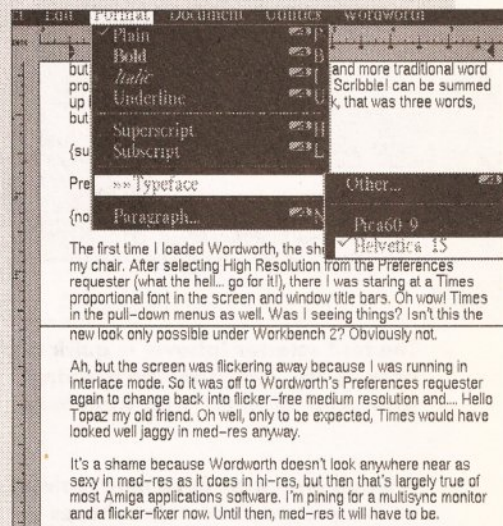 Edit Format Document Utilities Wordworth
Plain P
Bold B
Italic I
Underline U
Superscript H
Subscript L
»» Typeface
Paragraph... N
Other...
Pica60 9
✓Helvetica 15
but and more traditional word
pro Scribble! can be summed
up k, that was three words,
but
{su
Pre
{no
The first time I loaded Wordworth, the sh
my chair. After selecting High Resolution from the Preferences
requester (what the hell... go for it!), there I was staring at a Times
proportional font in the screen and window title bars. Oh wow! Times
in the pull-down menus as well. Was I seeing things? Isn't this the
new look only possible under Workbench 2? Obviously not.
Ah, but the screen was flickering away because I was running in
interlace mode. So it was off to Wordworth's Preferences requester
again to change back into flicker-free medium resolution and.... Hello
Topaz my old friend. Oh well, only to be expected, Times would have
looked well jaggy in med-res anyway.
It's a shame because Wordworth doesn't look anywhere near as
sexy in med-res as it does in hi-res, but then that's largely true of
most Amiga applications software. I'm pining for a multisync monitor
and a flicker-fixer now. Until then, med-res it will have to be.